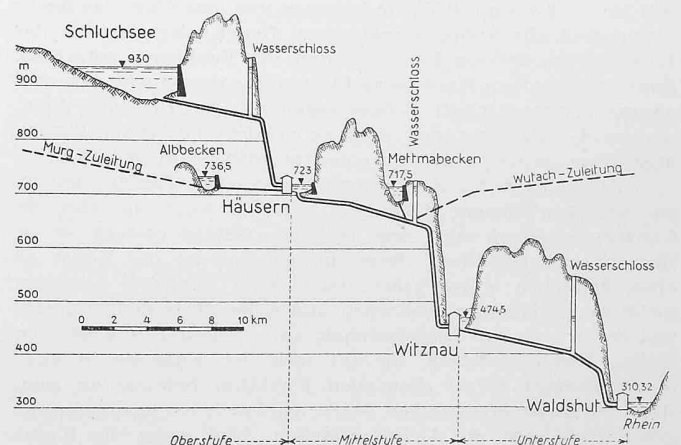 Schluchsee
930
Wasserschloss
Wasserschloss
m
900
800
Murg-Zuleitung
Albbecken
736,5
723
Mettmabecken
717,5
Wutach-Zuleitung
700
Häusern
600
Wasserschloss
500
0 2 4 6 8 10 km
474,5
400
Witznau
310,32
300
Waldshut
Rhein
Oberstufe
Mittelstufe
Unterstufe